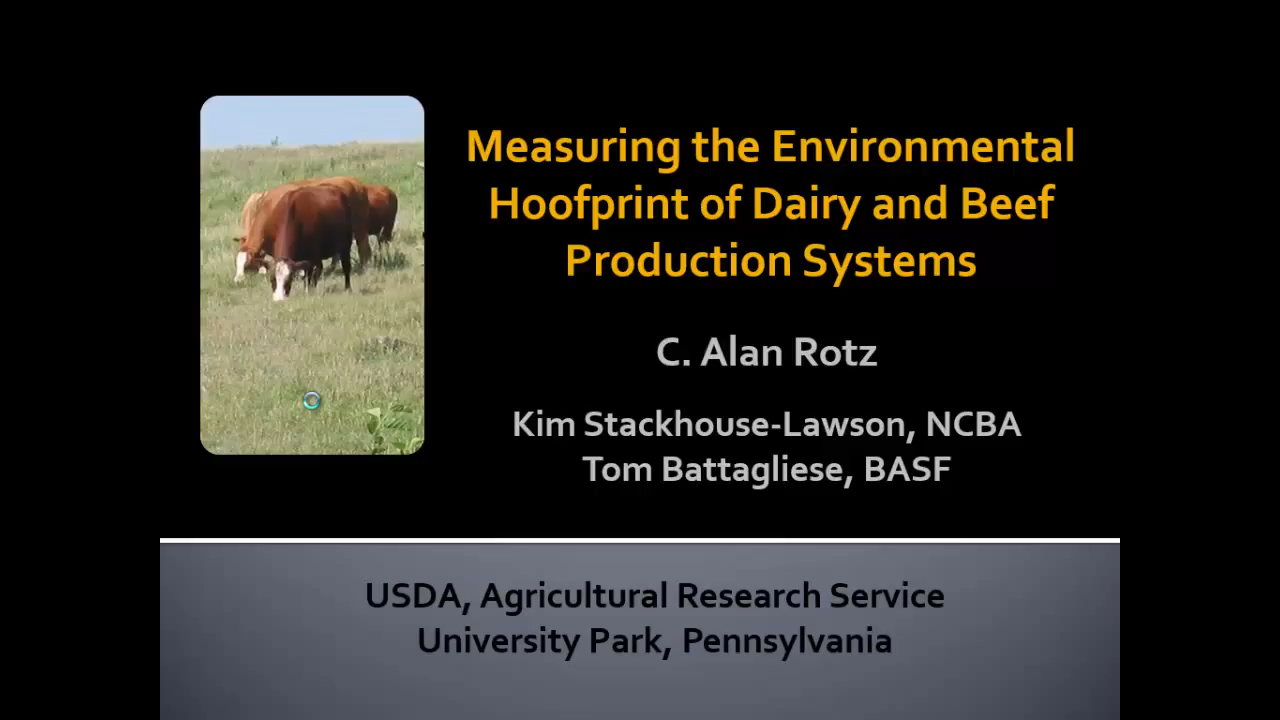 Measuring the Environmental
Hoofprint of Dairy and Beef
Production Systems
C. Alan Rotz
Kim Stackhouse-Lawson, NCBA
Tom Battagliese, BASF
USDA, Agricultural Research Service
University Park, Pennsylvania